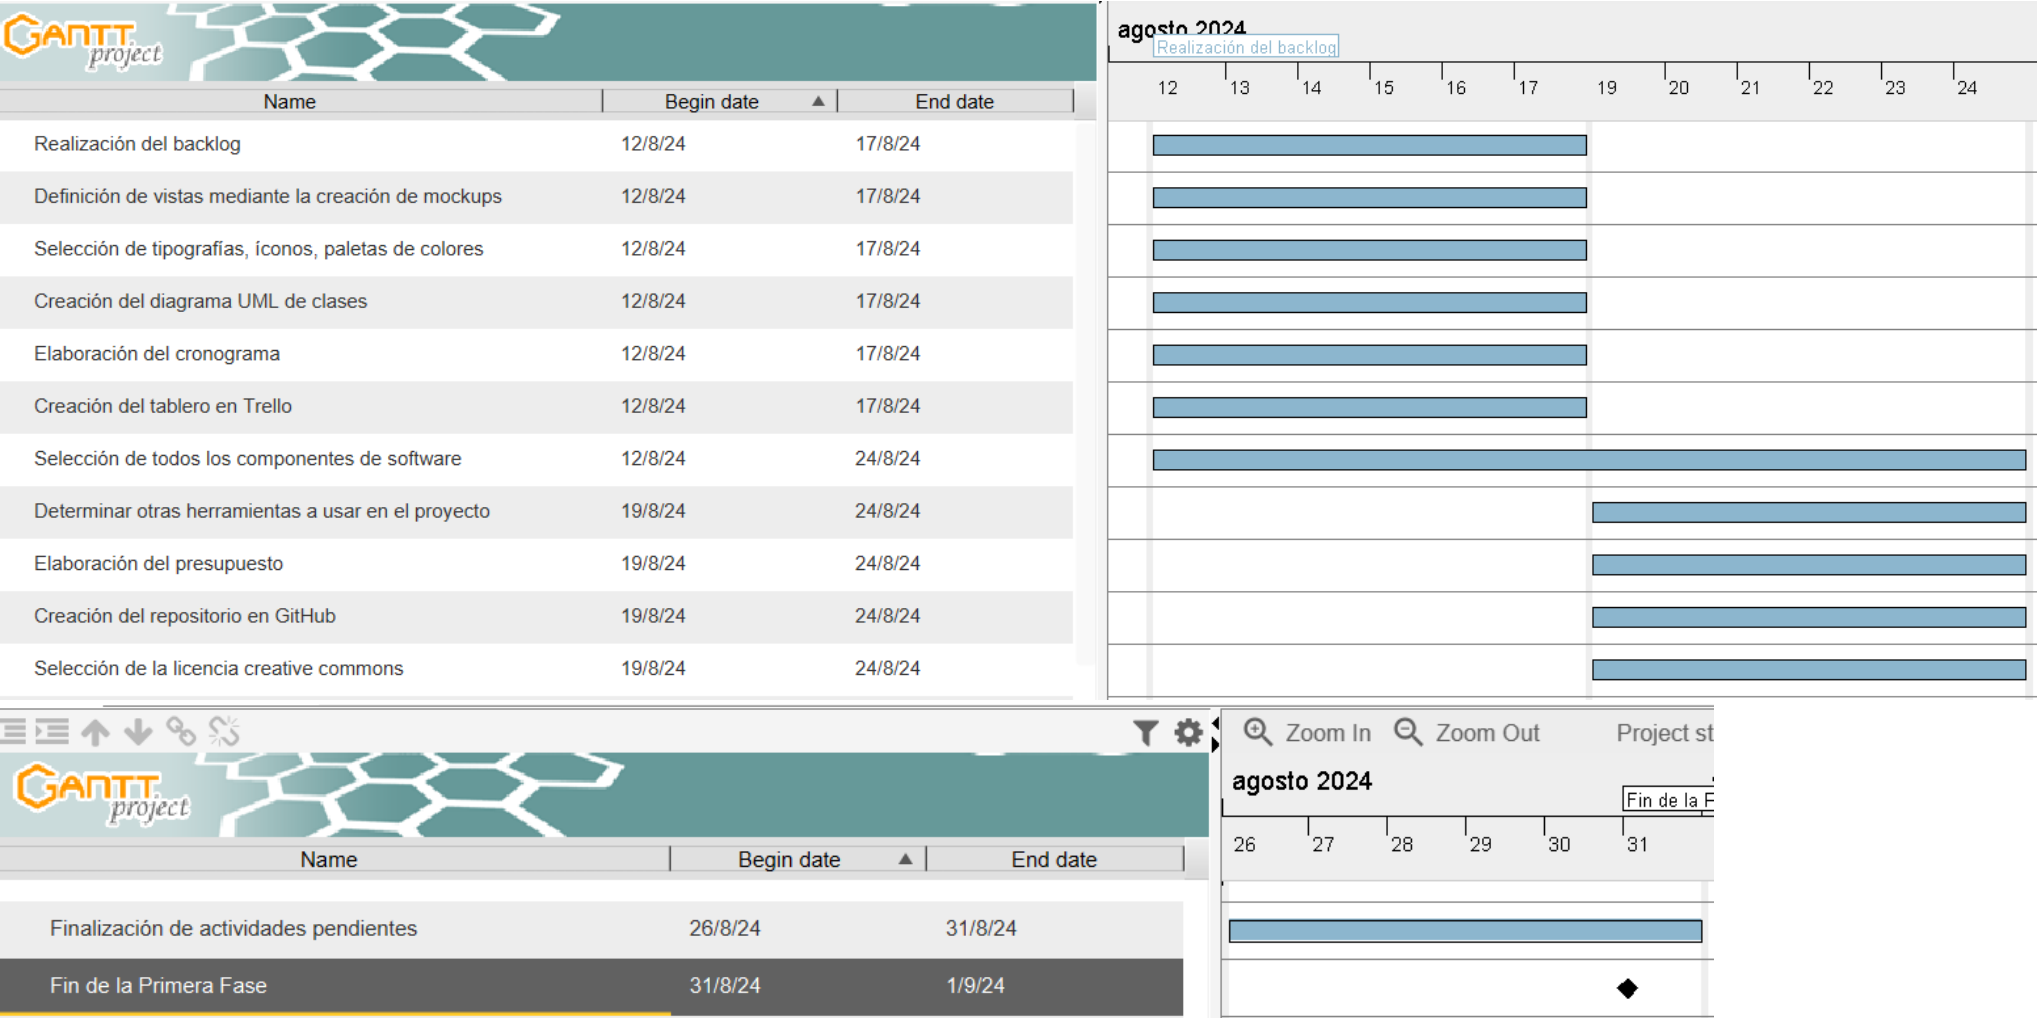 GANTT
project
agosto 2024
Realización del backlog
12 13 14 15 16 17 19 20 21 22 23 24
Name Begin date End date
Realización del backlog 12/8/24 17/8/24
Definición de vistas mediante la creación de mockups 12/8/24 17/8/24
Selección de tipografías, íconos, paletas de colores 12/8/24 17/8/24
Creación del diagrama UML de clases 12/8/24 17/8/24
Elaboración del cronograma 12/8/24 17/8/24
Creación del tablero en Trello 12/8/24 17/8/24
Selección de todos los componentes de software 12/8/24 24/8/24
Determinar otras herramientas a usar en el proyecto 19/8/24 24/8/24
Elaboración del presupuesto 19/8/24 24/8/24
Creación del repositorio en GitHub 19/8/24 24/8/24
Selección de la licencia creative commons 19/8/24 24/8/24
Zoom In Zoom Out Project st
GANTT
project
agosto 2024
Fin de la F
26 27 28 29 30 31
Name Begin date End date
Finalización de actividades pendientes 26/8/24 31/8/24
Fin de la Primera Fase 31/8/24 1/9/24